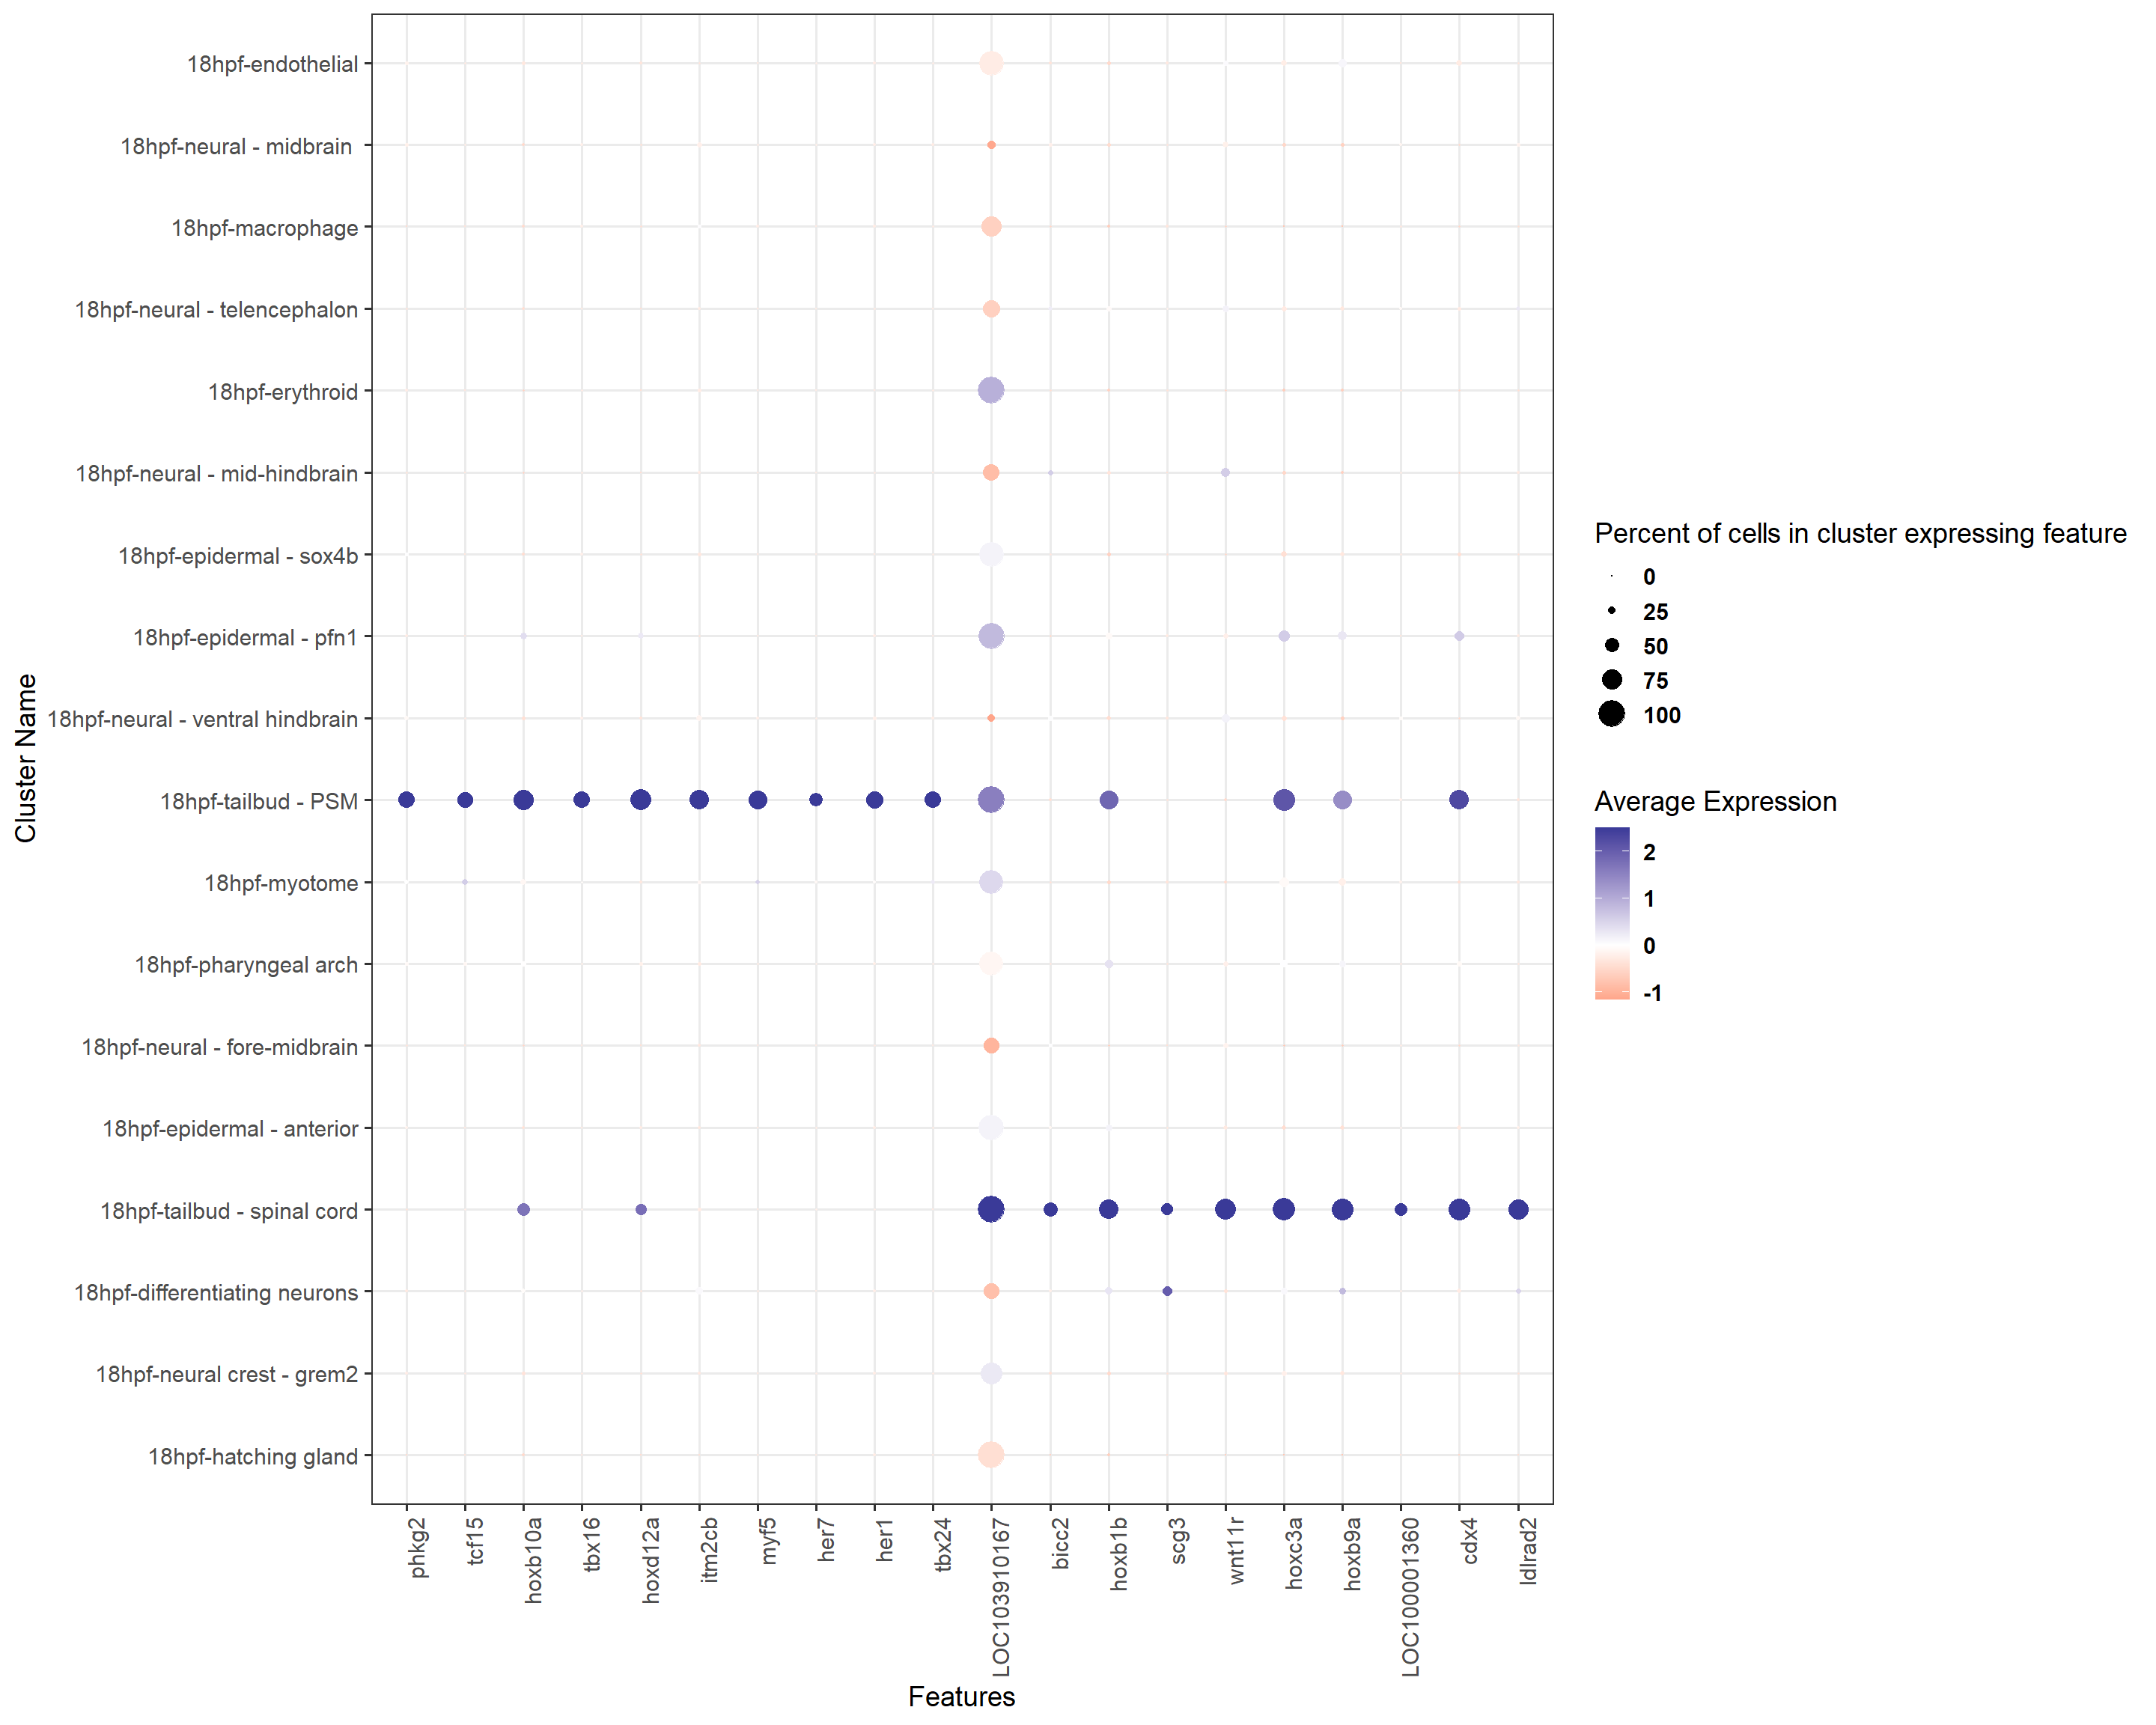 18hpf-endothelial
18hpf-neural - midbrain
18hpf-macrophage
18hpf-neural - telencephalon
18hpf-erythroid
18hpf-neural - mid-hindbrain
18hpf-epidermal - sox4b
18hpf-epidermal - pfn1
18hpf-neural - ventral hindbrain
18hpf-tailbud - PSM
18hpf-myotome
18hpf-pharyngeal arch
18hpf-neural - fore-midbrain
18hpf-epidermal - anterior
18hpf-tailbud - spinal cord
18hpf-differentiating neurons
18hpf-neural crest - grem2
18hpf-hatching gland
Cluster Name
phkg2
tcf15
hoxb10a
tbx16
hoxd12a
itm2cb
myf5
her7
her1
tbx24
LOC103910167
bicc2
hoxb1b
scg3
wnt11r
hoxc3a
hoxb9a
LOC100001360
cdx4
ldlrad2
Features
Percent of cells in cluster expressing feature
0
25
50
75
100
Average Expression
2
1
0
-1